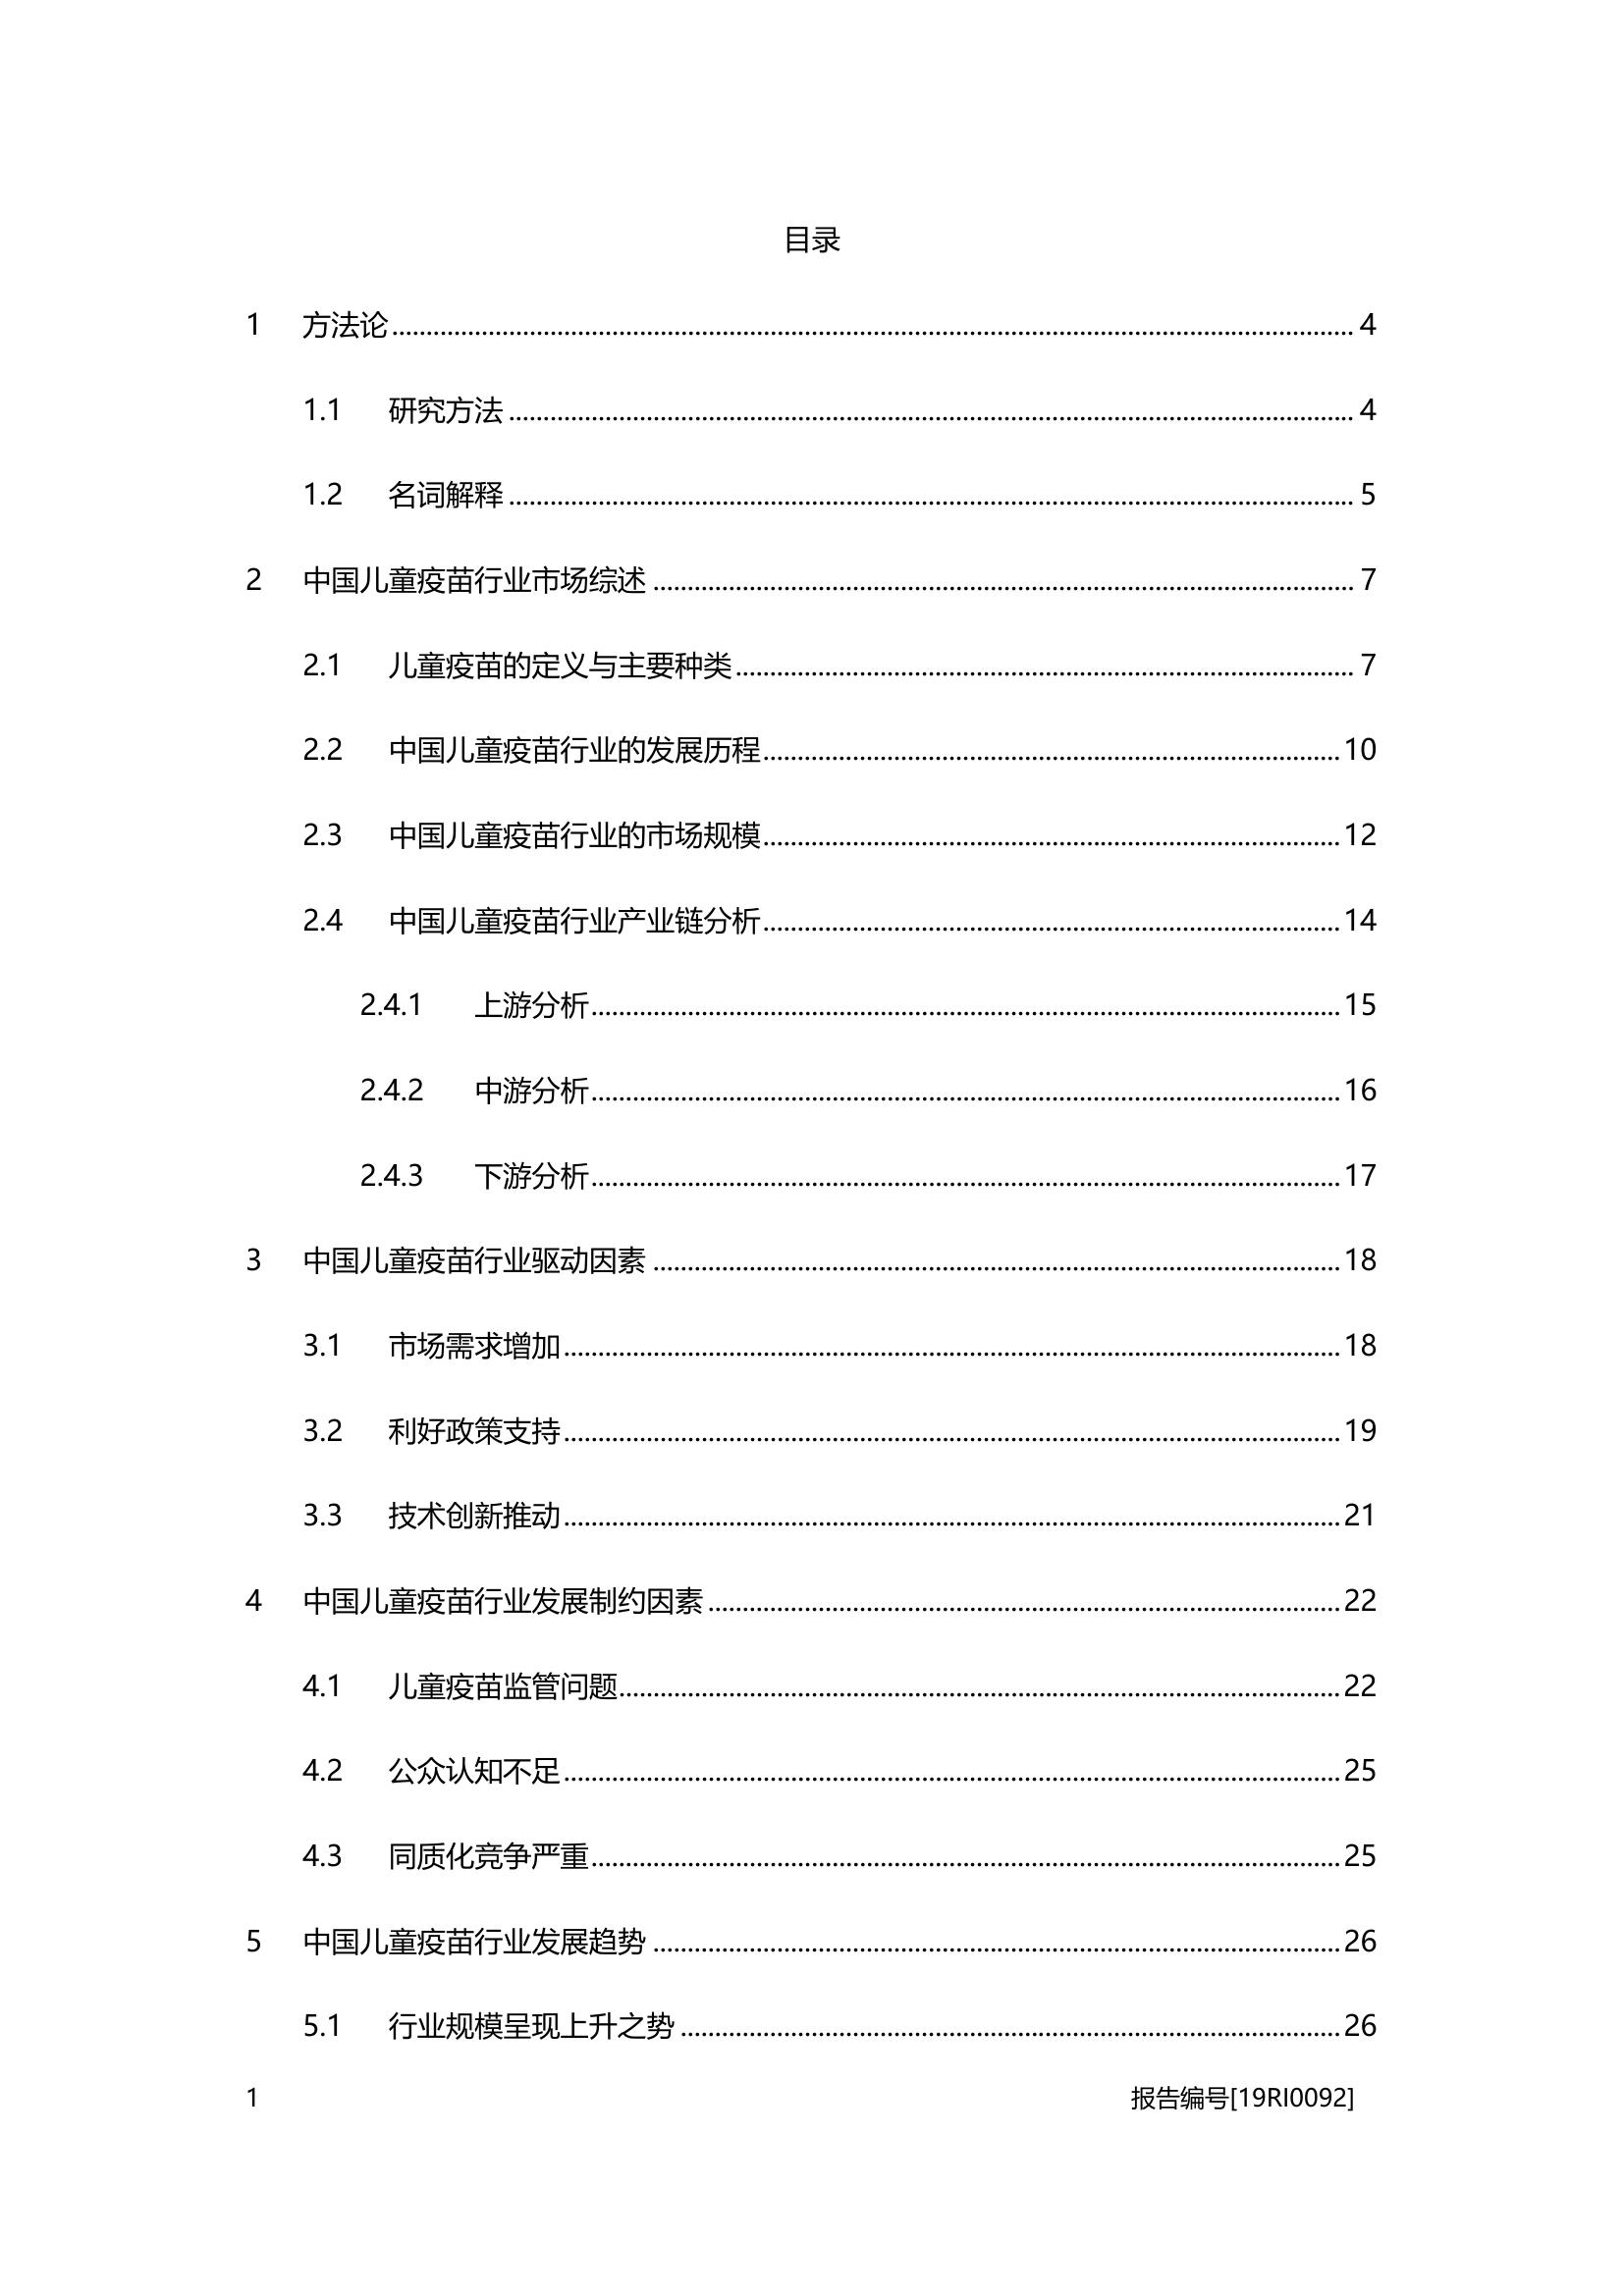 目录
1 方法论 4
1.1 研究方法 4
1.2 名词解释 5
2 中国儿童疫苗行业市场综述 7
2.1 儿童疫苗的定义与主要种类 7
2.2 中国儿童疫苗行业的发展历程 10
2.3 中国儿童疫苗行业的市场规模 12
2.4 中国儿童疫苗行业产业链分析 14
2.4.1 上游分析 15
2.4.2 中游分析 16
2.4.3 下游分析 17
3 中国儿童疫苗行业驱动因素 18
3.1 市场需求增加 18
3.2 利好政策支持 19
3.3 技术创新推动 21
4 中国儿童疫苗行业发展制约因素 22
4.1 儿童疫苗监管问题 22
4.2 公众认知不足 25
4.3 同质化竞争严重 25
5 中国儿童疫苗行业发展趋势 26
5.1 行业规模呈现上升之势 26
1 报告编号[19RI0092]